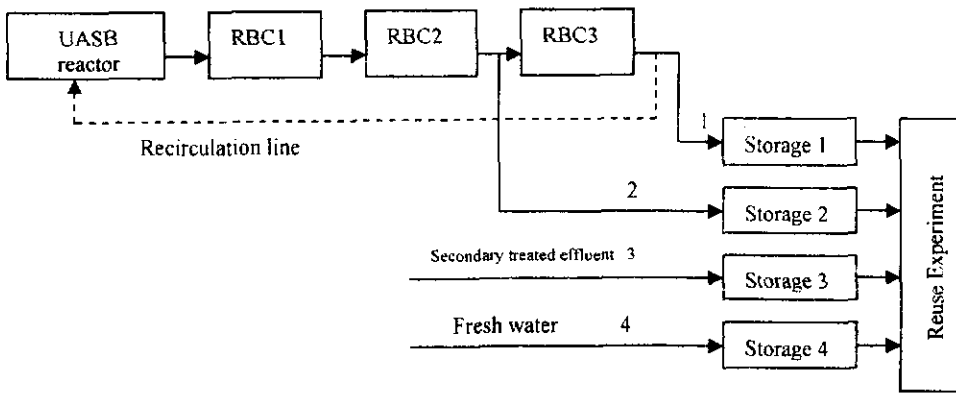 UASB
reactor
RBC1
RBC2
RBC3
Recirculation line
1
Storage 1
2
Storage 2
Secondary treated effluent 3
Storage 3
Fresh water 4
Storage 4
Reuse Experiment